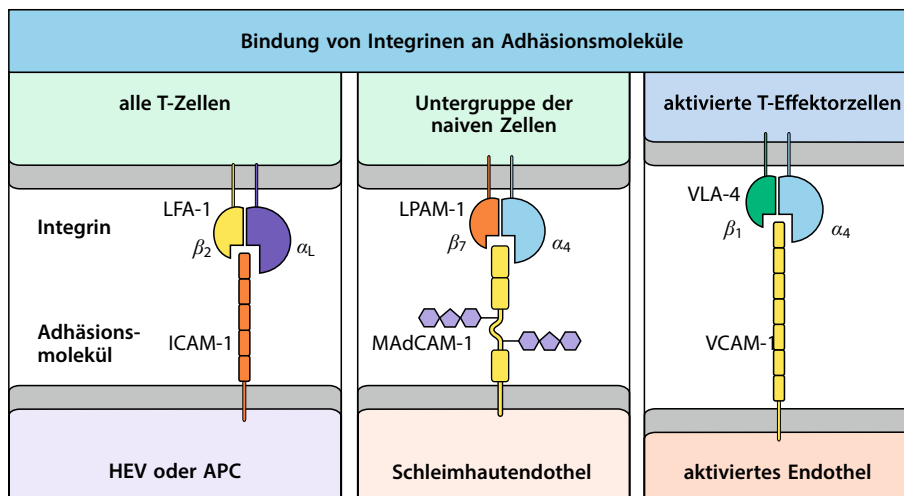 Bindung von Integrinen an Adhäsionsmoleküle
alle T-Zellen
Untergruppe der
naiven Zellen
aktivierte T-Effektorzellen
Integrin
LFA-1
β2
αL
LPAM-1
β7
α4
VLA-4
β1
α4
Adhäsions-
molekül
ICAM-1
MAdCAM-1
VCAM-1
HEV oder APC
Schleimhautendothel
aktiviertes Endothel